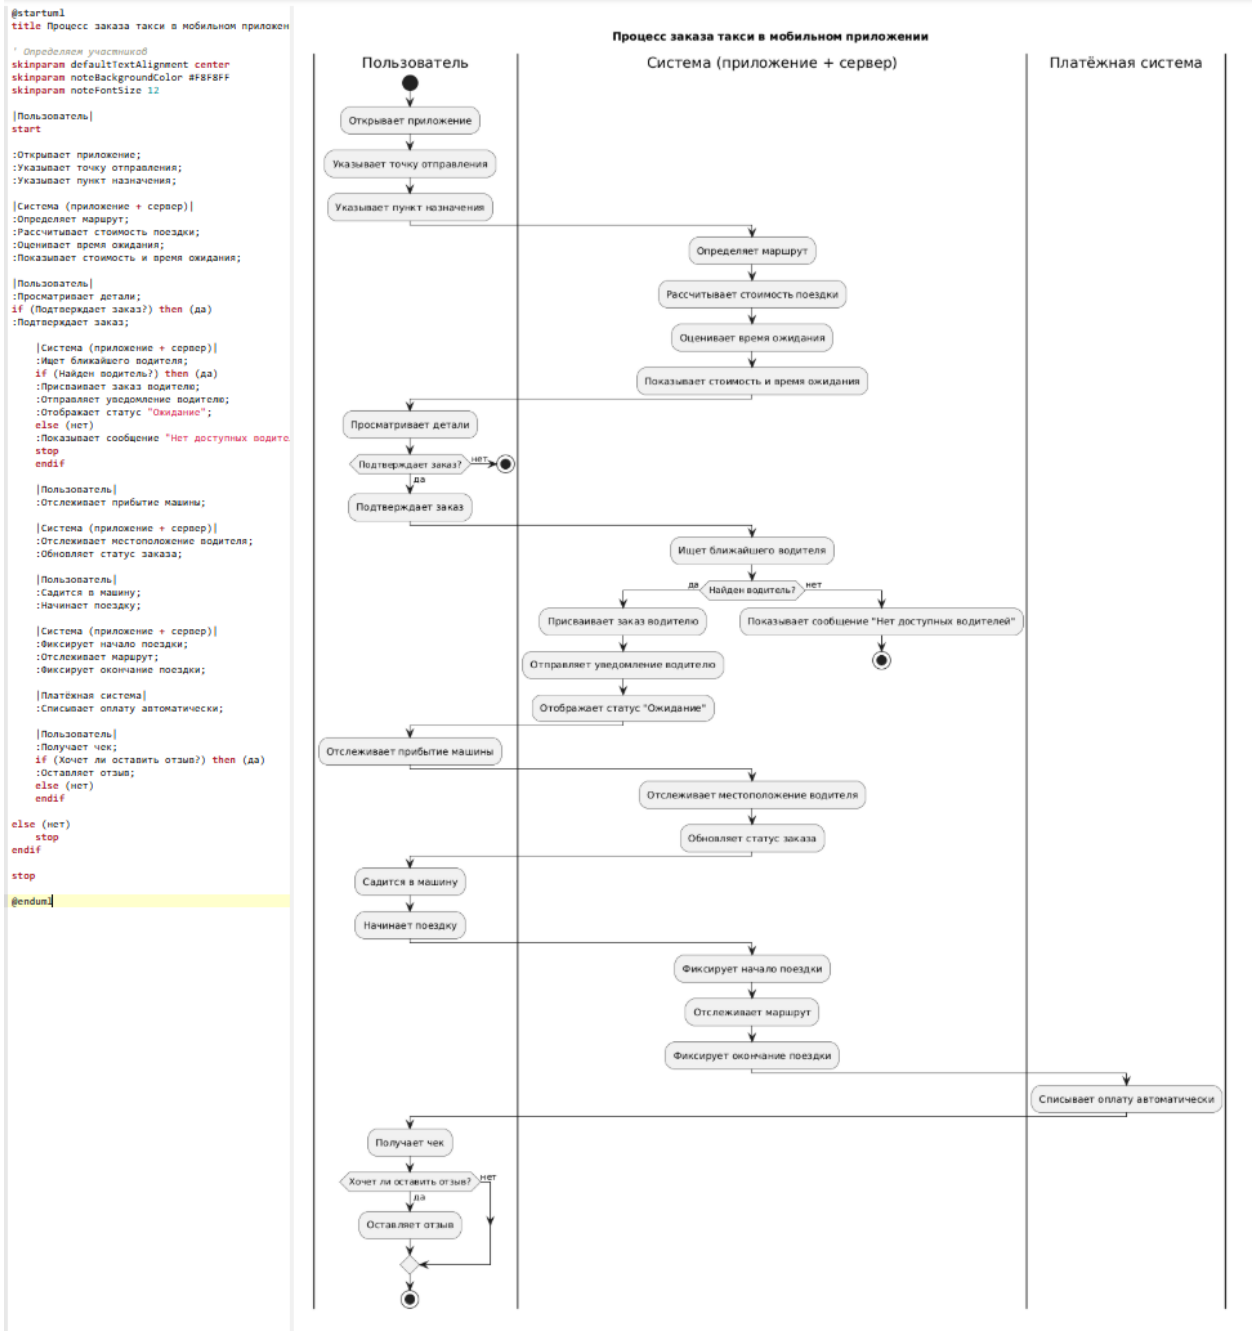 @startuml
title Процесс заказа такси в мобильном приложен
' Определяем участников
skinparam defaultTextAlignment center
skinparam noteBackgroundColor #F8F8FF
skinparam noteFontSize 12
|Пользователь|
start
:Открывает приложение;
:Указывает точку отправления;
:Указывает пункт назначения;
|Система (приложение + сервер)|
:Определяет маршрут;
:Рассчитывает стоимость поездки;
:Оценивает время ожидания;
:Показывает стоимость и время ожидания;
|Пользователь|
:Просматривает детали;
if (Подтверждает заказ?) then (да)
:Подтверждает заказ;
|Система (приложение + сервер)|
:Ищет ближайшего водителя;
if (Найден водитель?) then (да)
:Присваивает заказ водителю;
:Отправляет уведомление водителю;
:Отображает статус "Ожидание";
else (нет)
:Показывает сообщение "Нет доступных водите
stop
endif
|Пользователь|
:Отслеживает прибытие машины;
|Система (приложение + сервер)|
:Отслеживает местоположение водителя;
:Обновляет статус заказа;
|Пользователь|
:Садится в машину;
:Начинает поездку;
|Система (приложение + сервер)|
:Фиксирует начало поездки;
:Отслеживает маршрут;
:Фиксирует окончание поездки;
|Платёжная система|
:Списывает оплату автоматически;
|Пользователь|
:Получает чек;
if (Хочет ли оставить отзыв?) then (да)
:Оставляет отзыв;
else (нет)
endif
else (нет)
stop
endif
stop
@enduml
Процесс заказа такси в мобильном приложении
Пользователь
Система (приложение + сервер)
Платёжная система
Открывает приложение
Указывает точку отправления
Указывает пункт назначения
Определяет маршрут
Рассчитывает стоимость поездки
Оценивает время ожидания
Показывает стоимость и время ожидания
Просматривает детали
Подтверждает заказ?
нет
да
Подтверждает заказ
Ищет ближайшего водителя
да
Найден водитель?
нет
Присваивает заказ водителю
Показывает сообщение "Нет доступных водителей"
Отправляет уведомление водителю
Отображает статус "Ожидание"
Отслеживает прибытие машины
Отслеживает местоположение водителя
Обновляет статус заказа
Садится в машину
Начинает поездку
Фиксирует начало поездки
Отслеживает маршрут
Фиксирует окончание поездки
Списывает оплату автоматически
Получает чек
Хочет ли оставить отзыв?
нет
да
Оставляет отзыв